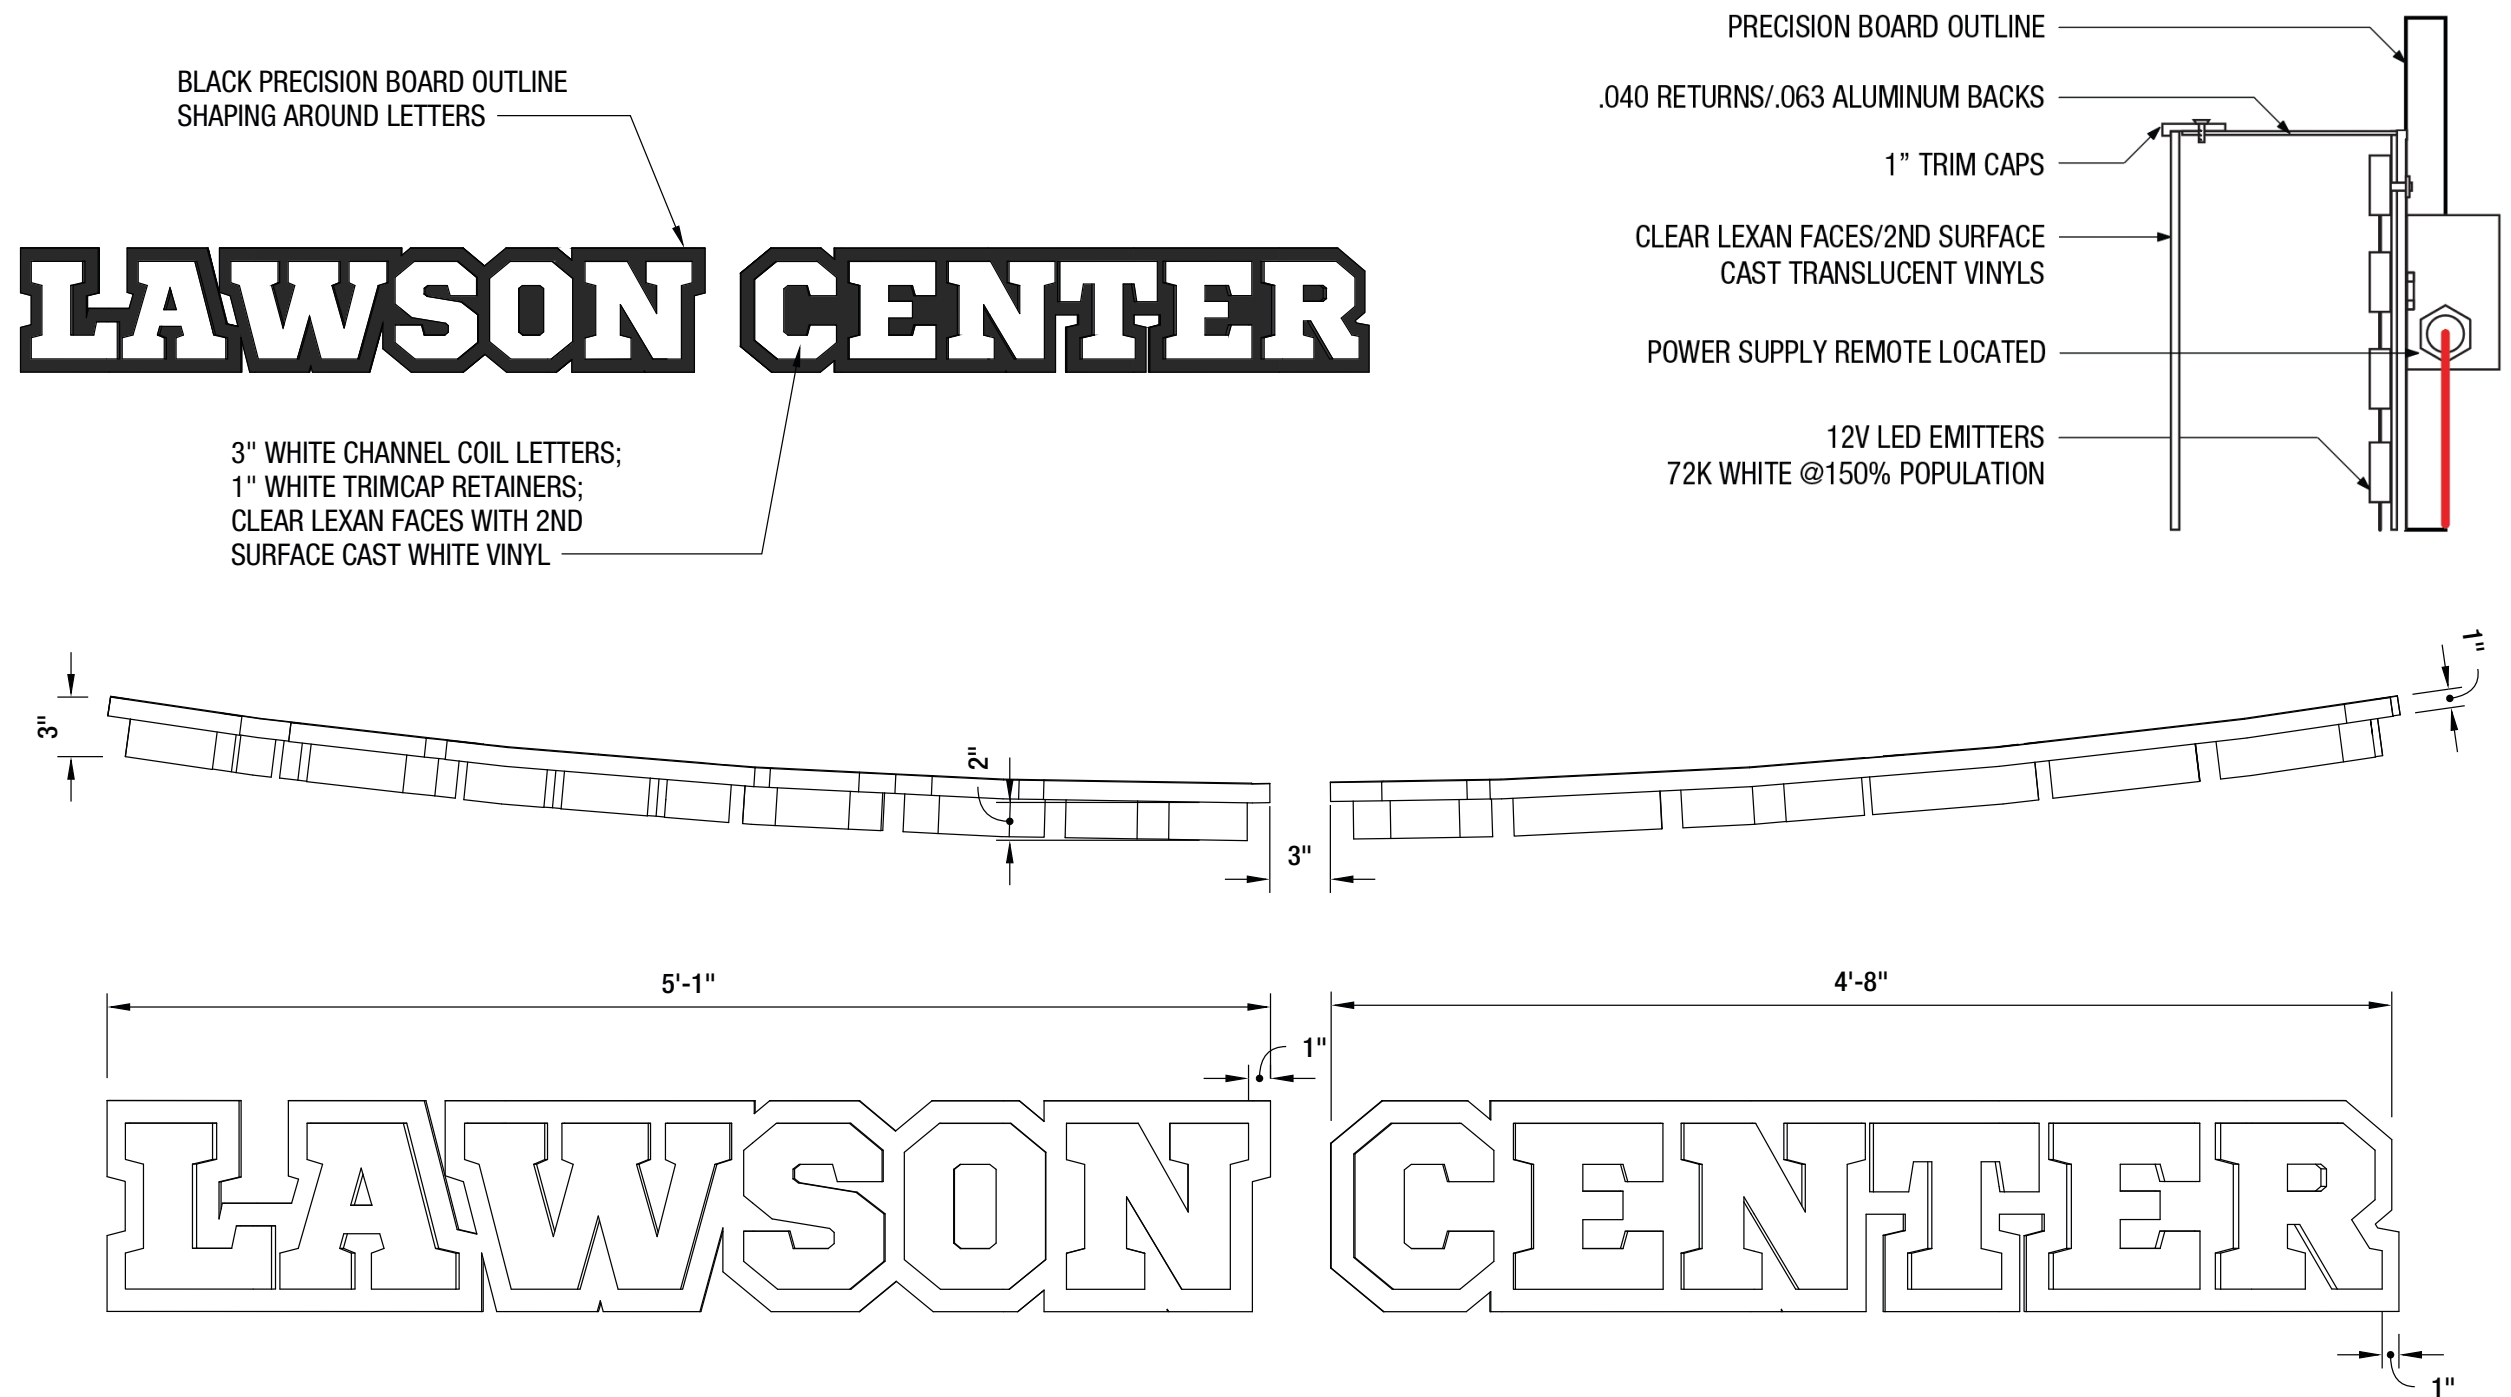 BLACK PRECISION BOARD OUTLINE
SHAPING AROUND LETTERS
LAWSON CENTER
3" WHITE CHANNEL COIL LETTERS;
1" WHITE TRIMCAP RETAINERS;
CLEAR LEXAN FACES WITH 2ND
SURFACE CAST WHITE VINYL
PRECISION BOARD OUTLINE
.040 RETURNS/.063 ALUMINUM BACKS
1” TRIM CAPS
CLEAR LEXAN FACES/2ND SURFACE
CAST TRANSLUCENT VINYLS
POWER SUPPLY REMOTE LOCATED
12V LED EMITTERS
72K WHITE @150% POPULATION
3"
2"
3"
1"
5'-1"
4'-8"
1"
LAWSON CENTER
1"